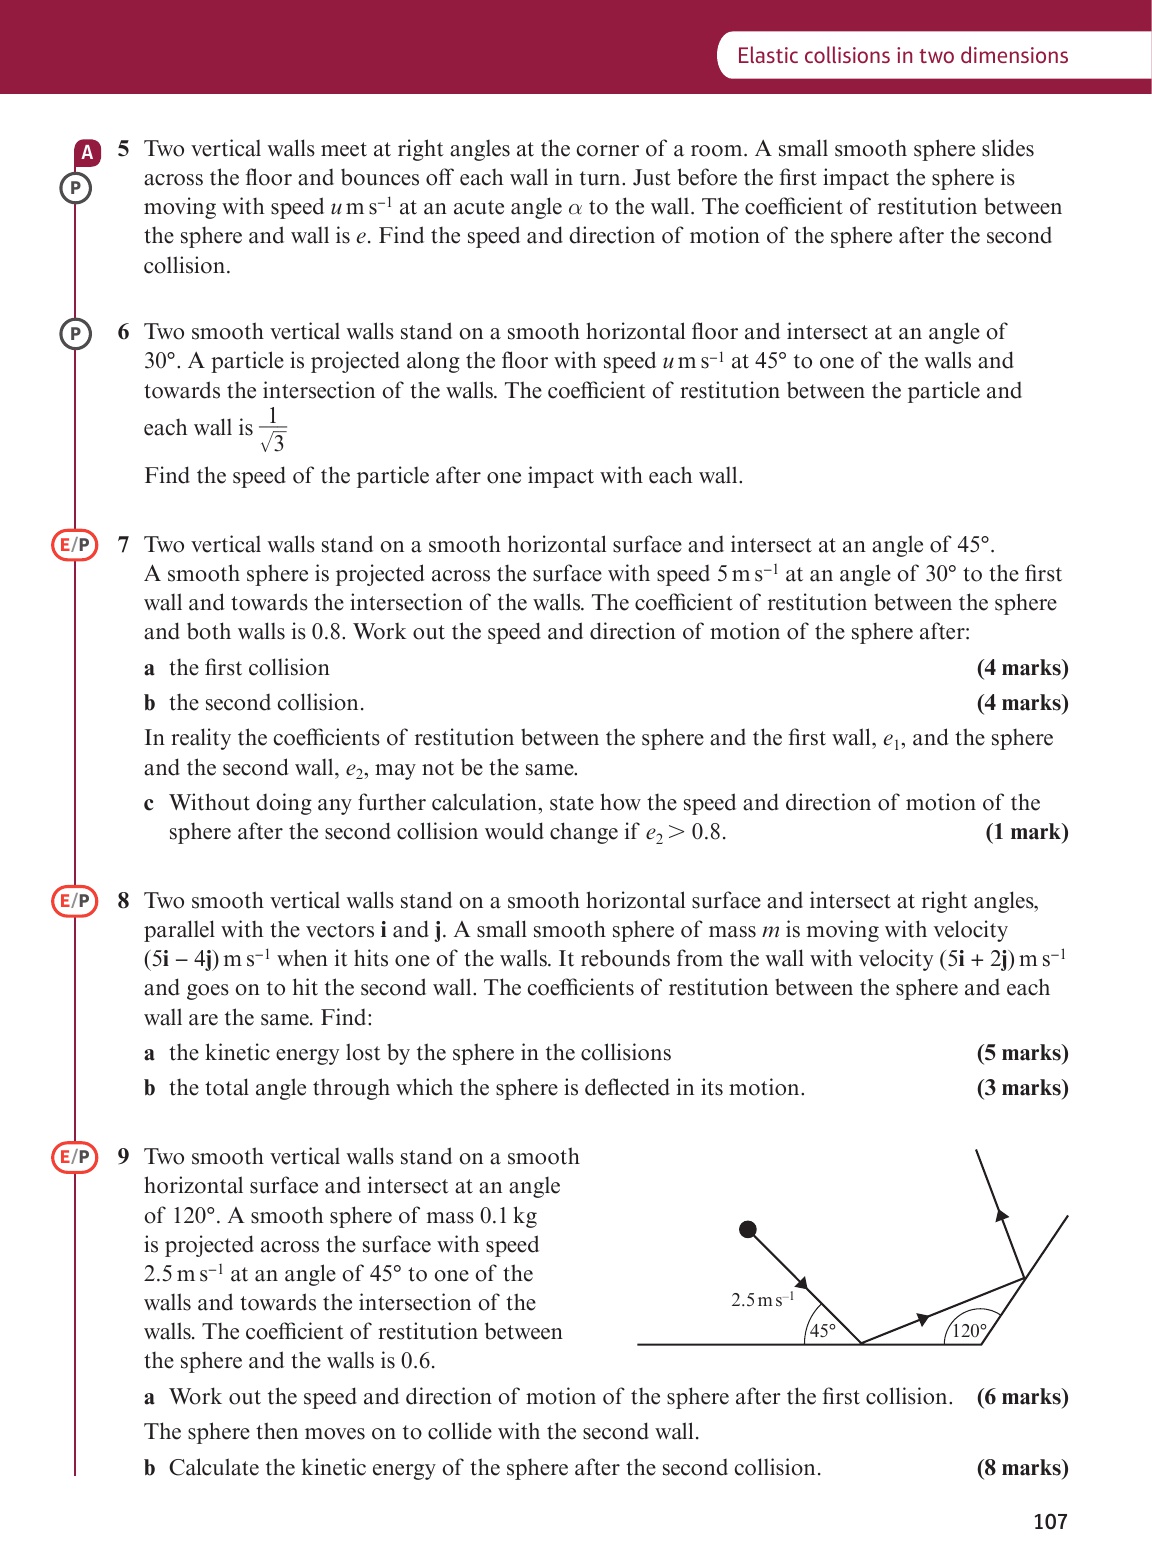 Elastic collisions in two dimensions
A
P
5 Two vertical walls meet at right angles at the corner of a room. A small smooth sphere slides
across the floor and bounces off each wall in turn. Just before the first impact the sphere is
moving with speed u m s⁻¹ at an acute angle α to the wall. The coefficient of restitution between
the sphere and wall is e. Find the speed and direction of motion of the sphere after the second
collision.
P
6 Two smooth vertical walls stand on a smooth horizontal floor and intersect at an angle of
30°. A particle is projected along the floor with speed u m s⁻¹ at 45° to one of the walls and
towards the intersection of the walls. The coefficient of restitution between the particle and
each wall is 1/√3
Find the speed of the particle after one impact with each wall.
E/P
7 Two vertical walls stand on a smooth horizontal surface and intersect at an angle of 45°.
A smooth sphere is projected across the surface with speed 5 m s⁻¹ at an angle of 30° to the first
wall and towards the intersection of the walls. The coefficient of restitution between the sphere
and both walls is 0.8. Work out the speed and direction of motion of the sphere after:
a the first collision (4 marks)
b the second collision. (4 marks)
In reality the coefficients of restitution between the sphere and the first wall, e₁, and the sphere
and the second wall, e₂, may not be the same.
c Without doing any further calculation, state how the speed and direction of motion of the
sphere after the second collision would change if e₂ > 0.8. (1 mark)
E/P
8 Two smooth vertical walls stand on a smooth horizontal surface and intersect at right angles,
parallel with the vectors i and j. A small smooth sphere of mass m is moving with velocity
(5i − 4j) m s⁻¹ when it hits one of the walls. It rebounds from the wall with velocity (5i + 2j) m s⁻¹
and goes on to hit the second wall. The coefficients of restitution between the sphere and each
wall are the same. Find:
a the kinetic energy lost by the sphere in the collisions (5 marks)
b the total angle through which the sphere is deflected in its motion. (3 marks)
E/P
9 Two smooth vertical walls stand on a smooth
horizontal surface and intersect at an angle
of 120°. A smooth sphere of mass 0.1 kg
is projected across the surface with speed
2.5 m s⁻¹ at an angle of 45° to one of the
walls and towards the intersection of the
walls. The coefficient of restitution between
the sphere and the walls is 0.6.
2.5 m s⁻¹
45°
120°
a Work out the speed and direction of motion of the sphere after the first collision. (6 marks)
The sphere then moves on to collide with the second wall.
b Calculate the kinetic energy of the sphere after the second collision. (8 marks)
107